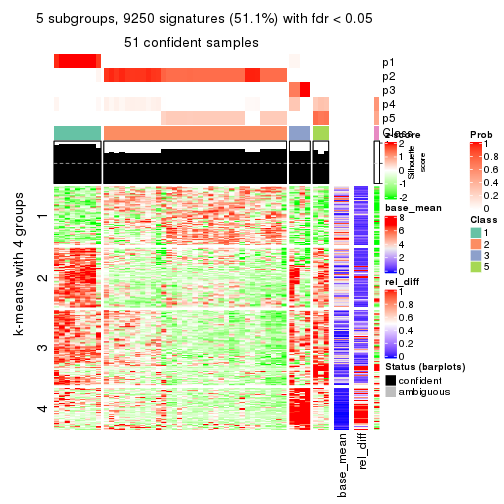 5 subgroups, 9250 signatures (51.1%) with fdr < 0.05
51 confident samples
p1
p2
p3
p4
p5
Class
Silhouette
score
k-means with 4 groups
1
2
3
4
base_mean
rel_diff
z-score
2
1
0
-1
-2
base_mean
8
6
4
2
0
rel_diff
1
0.8
0.6
0.4
0.2
0
Status (barplots)
confident
ambiguous
Prob
1
0.8
0.6
0.4
0.2
0
Class
1
2
3
5